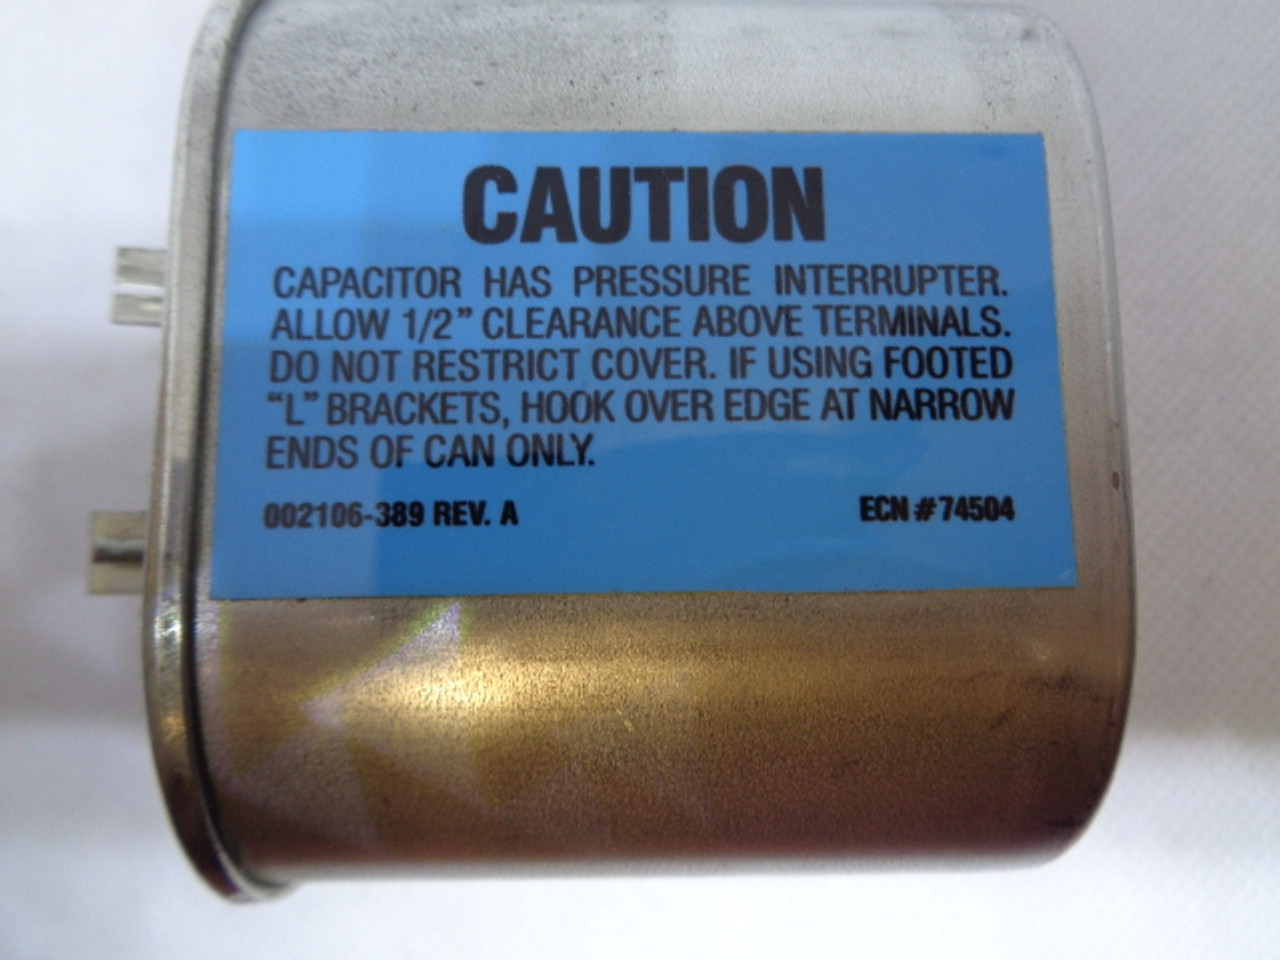 CAUTION
CAPACITOR HAS PRESSURE INTERRUPTER.
ALLOW 1/2” CLEARANCE ABOVE TERMINALS.
DO NOT RESTRICT COVER. IF USING FOOTED
“L” BRACKETS, HOOK OVER EDGE AT NARROW
ENDS OF CAN ONLY.
002106-389 REV. A ECN #74504